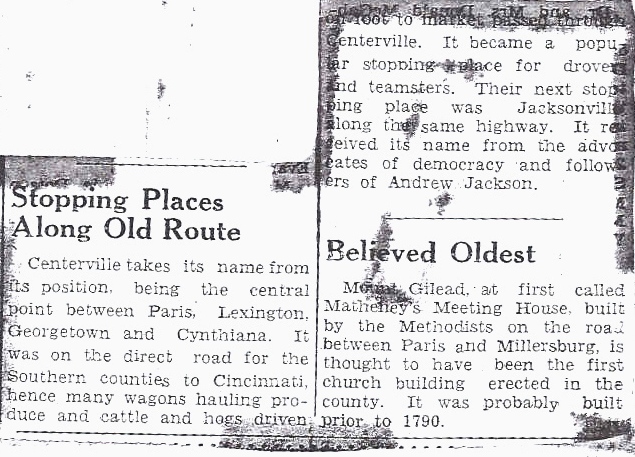 Stopping Places
Along Old Route
Centerville takes its name from
its position, being the central
point between Paris, Lexington,
Georgetown and Cynthiana. It
was on the direct road for the
Southern counties to Cincinnati,
hence many wagons hauling pro-
duce and cattle and hogs driven
on foot to market passed through
Centerville. It became a popu-
lar stopping place for drovers
and teamsters. Their next stop-
ping place was Jacksonville
along the same highway. It re-
ceived its name from the advo-
cates of democracy and follow-
ers of Andrew Jackson.
Believed Oldest
Mount Gilead, at first called
Matheney's Meeting House, built
by the Methodists on the road
between Paris and Millersburg, is
thought to have been the first
church building erected in the
county. It was probably built
prior to 1790.